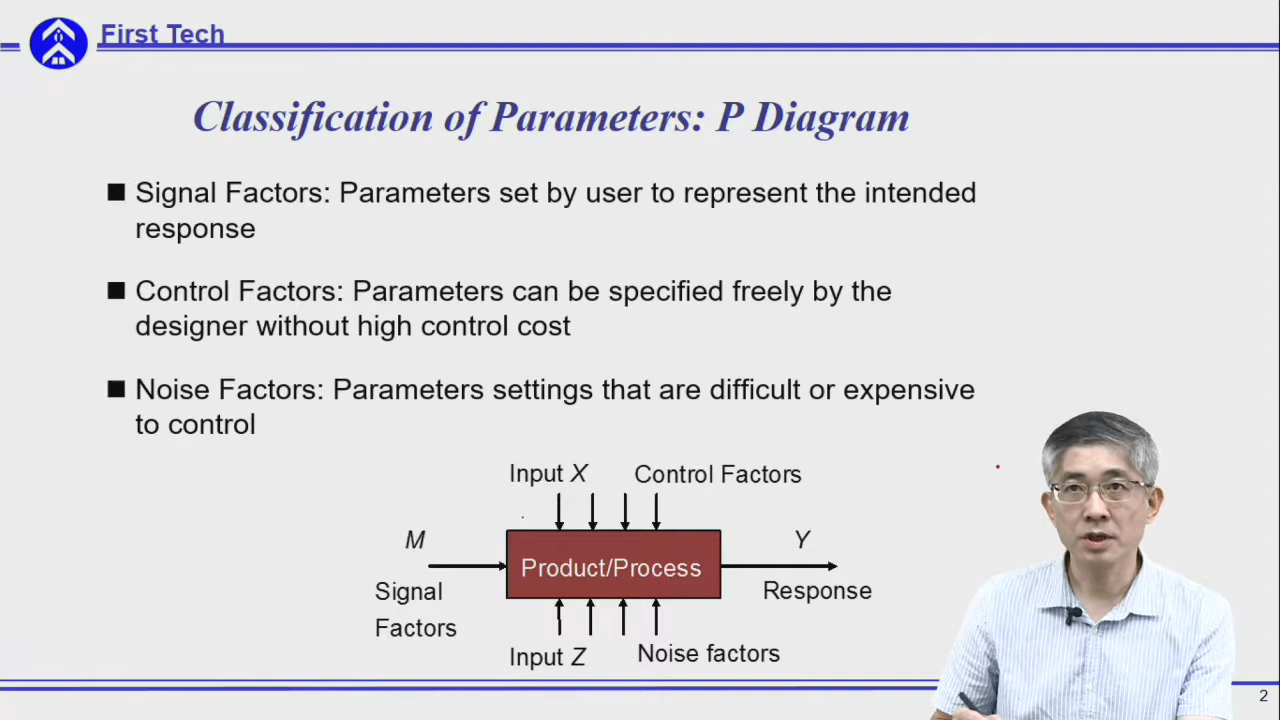 First Tech
Classification of Parameters: P Diagram
Signal Factors: Parameters set by user to represent the intended
response
Control Factors: Parameters can be specified freely by the
designer without high control cost
Noise Factors: Parameters settings that are difficult or expensive
to control
Input X
Control Factors
M
Y
Product/Process
Signal
Factors
Response
Input Z
Noise factors
2